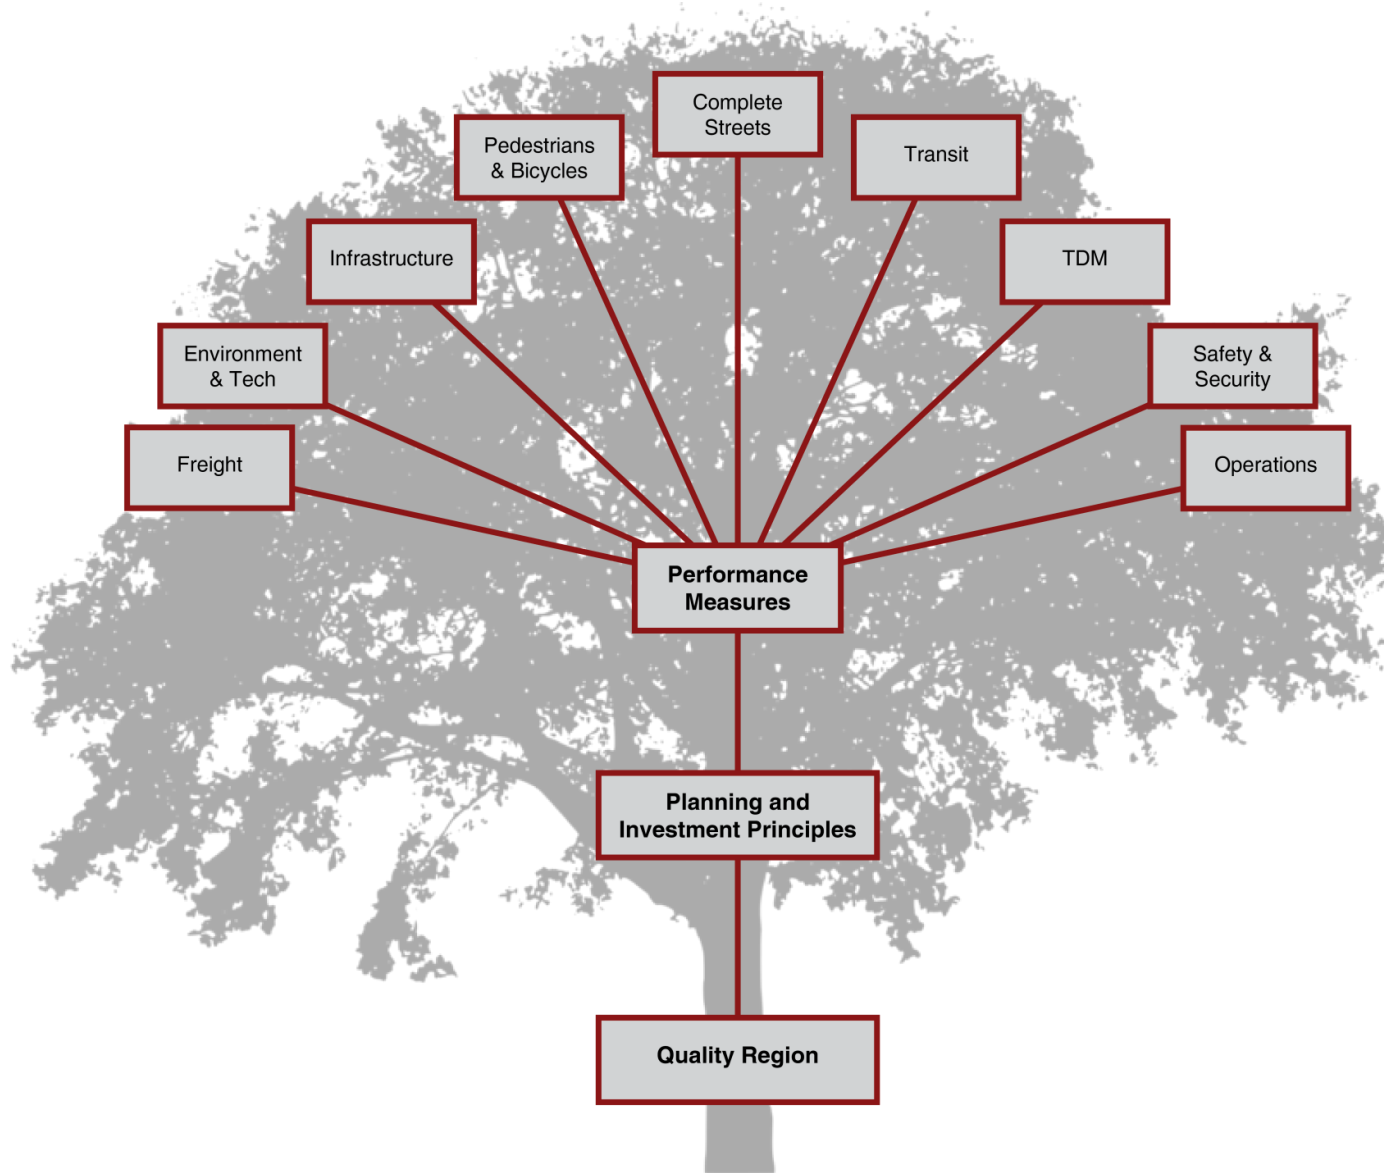 Complete
Streets
Pedestrians
& Bicycles
Transit
Infrastructure
TDM
Environment
& Tech
Safety &
Security
Freight
Operations
Performance
Measures
Planning and
Investment Principles
Quality Region